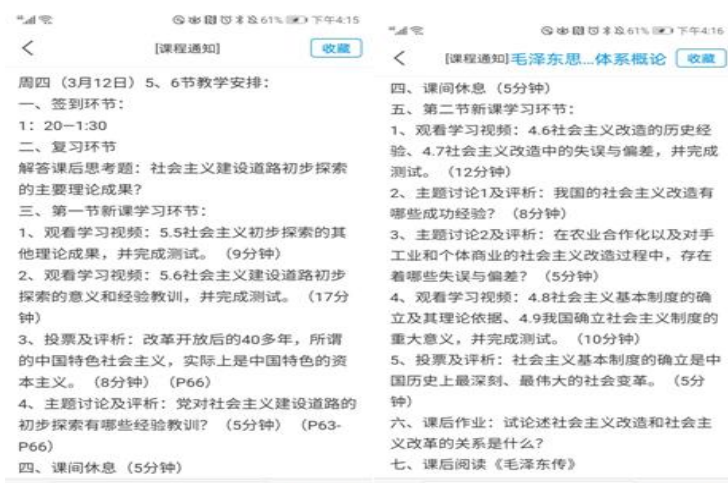 61% 下午4:15
[课程通知]
收藏
周四（3月12日）5、6节教学安排：
一、签到环节：
1：20—1:30
二、复习环节
解答课后思考题：社会主义建设道路初步探索
的主要理论成果？
三、第一节新课学习环节：
1、观看学习视频：5.5社会主义初步探索的其
他理论成果，并完成测试。（9分钟）
2、观看学习视频：5.6社会主义建设道路初步
探索的意义和经验教训，并完成测试。（17分
钟）
3、投票及评析：改革开放后的40多年，所谓
的中国特色社会主义，实际上是中国特色的资
本主义。（8分钟）（P66）
4、主题讨论及评析：党对社会主义建设道路的
初步探索有哪些经验教训？（5分钟）（P63-
P66）
四、课间休息（5分钟）
61% 下午4:16
[课程通知]毛泽东思...体系概论
收藏
四、课间休息（5分钟）
五、第二节新课学习环节：
1、观看学习视频：4.6社会主义改造的历史经
验、4.7社会主义改造中的失误与偏差，并完成
测试。（12分钟）
2、主题讨论1及评析：我国的社会主义改造有
哪些成功经验？（8分钟）
3、主题讨论2及评析：在农业合作化以及对手
工业和个体商业的社会主义改造过程中，存在
着哪些失误与偏差？（5分钟）
4、观看学习视频：4.8社会主义基本制度的确
立及其理论依据、4.9我国确立社会主义制度的
重大意义，并完成测试。（10分钟）
5、投票及评析：社会主义基本制度的确立是中
国历史上最深刻、最伟大的社会变革。（5分
钟）
六、课后作业：试论述社会主义改造和社会主
义改革的关系是什么？
七、课后阅读《毛泽东传》